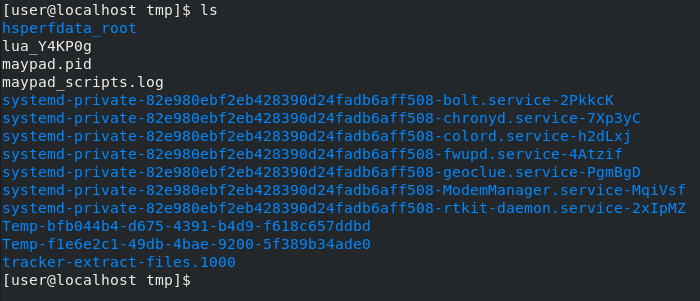 [user@localhost tmp]$ ls
hsperfdata_root
lua_Y4KP0g
maypad.pid
maypad_scripts.log
systemd-private-82e980ebf2eb428390d24fadb6aff508-bolt.service-2PkkcK
systemd-private-82e980ebf2eb428390d24fadb6aff508-chronyd.service-7Xp3yC
systemd-private-82e980ebf2eb428390d24fadb6aff508-colord.service-h2dLxj
systemd-private-82e980ebf2eb428390d24fadb6aff508-fwupd.service-4Atzif
systemd-private-82e980ebf2eb428390d24fadb6aff508-geoclue.service-PgmBgD
systemd-private-82e980ebf2eb428390d24fadb6aff508-ModemManager.service-MqiVsf
systemd-private-82e980ebf2eb428390d24fadb6aff508-rtkit-daemon.service-2xIpMZ
Temp-bfb044b4-d675-4391-b4d9-f618c657ddbd
Temp-f1e6e2c1-49db-4bae-9200-5f389b34ade0
tracker-extract-files.1000
[user@localhost tmp]$